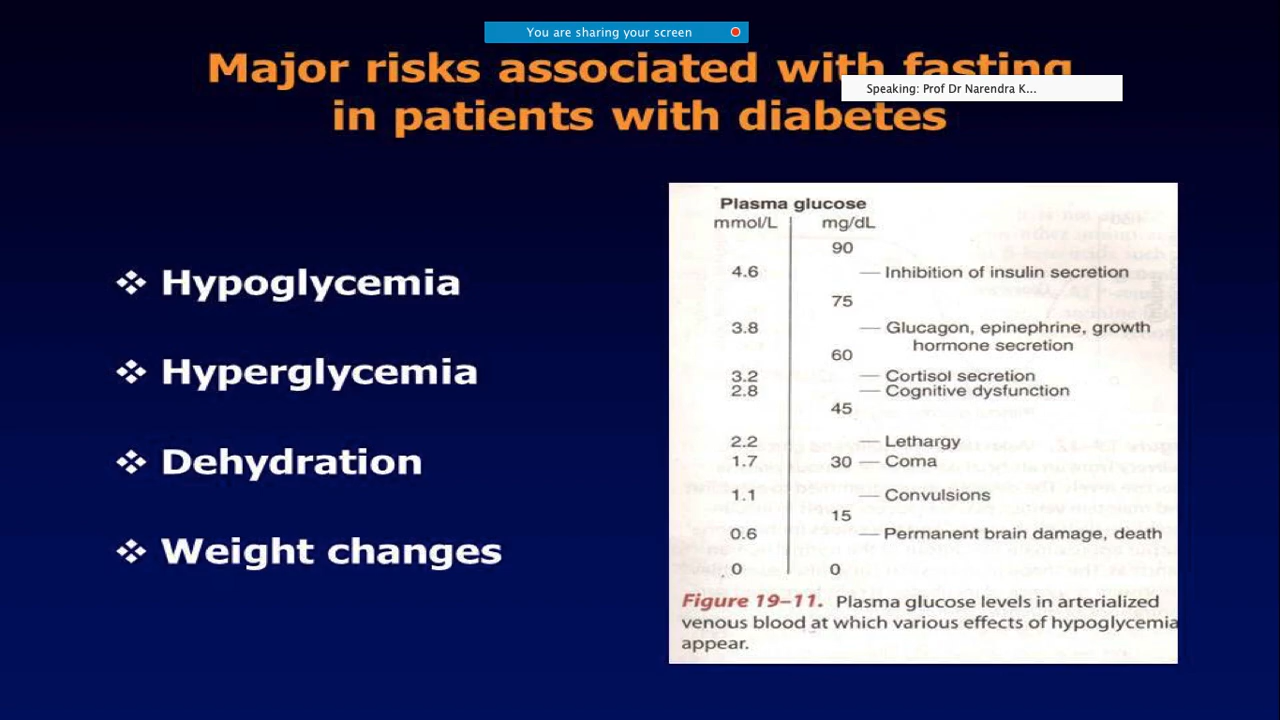 You are sharing your screen
Major risks associated with fasting
Speaking: Prof Dr Narendra K...
in patients with diabetes
❖ Hypoglycemia
❖ Hyperglycemia
❖ Dehydration
❖ Weight changes
Plasma glucose
mmol/L mg/dL
90
4.6 — Inhibition of insulin secretion
75
3.8 — Glucagon, epinephrine, growth
hormone secretion
60
3.2 — Cortisol secretion
2.8 — Cognitive dysfunction
45
2.2 — Lethargy
1.7 30 — Coma
1.1 — Convulsions
15
0.6 — Permanent brain damage, death
0 0
Figure 19–11. Plasma glucose levels in arterialized
venous blood at which various effects of hypoglycemia
appear.